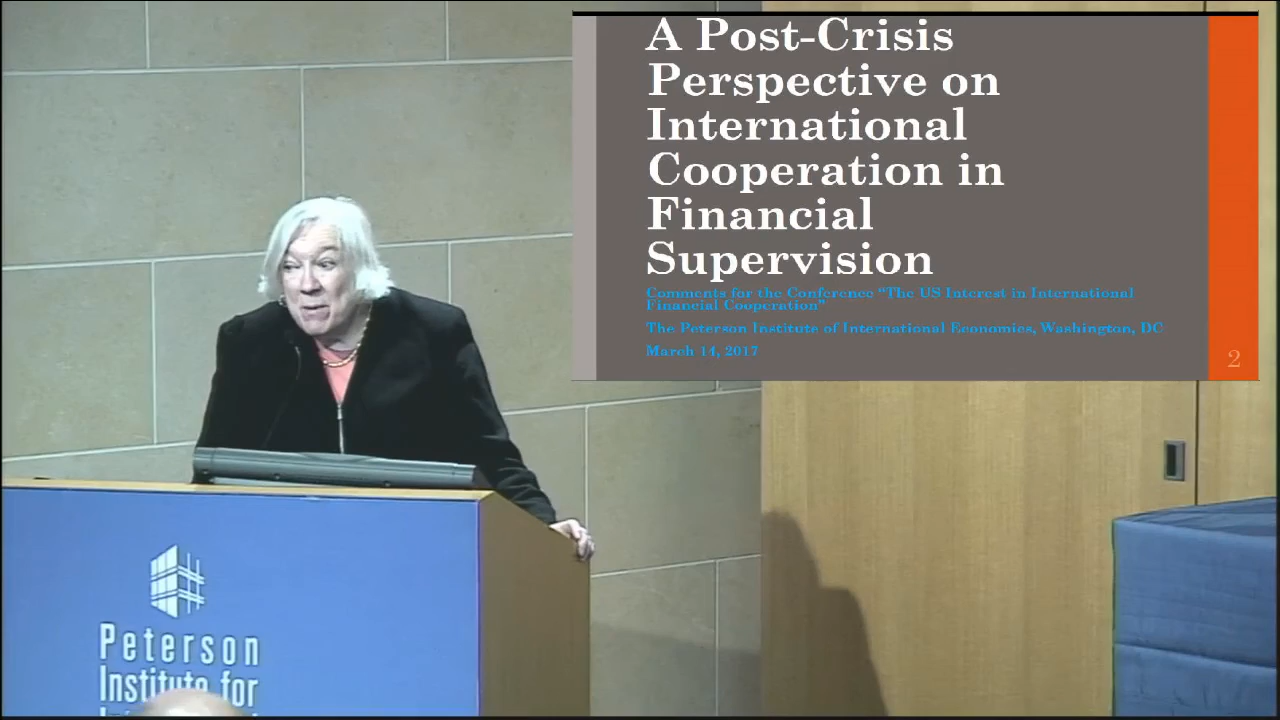 A Post-Crisis
Perspective on
International
Cooperation in
Financial
Supervision
Comments for the Conference “The US Interest in International
Financial Cooperation”
The Peterson Institute of International Economics, Washington, DC
March 14, 2017
2
Peterson
Institute for